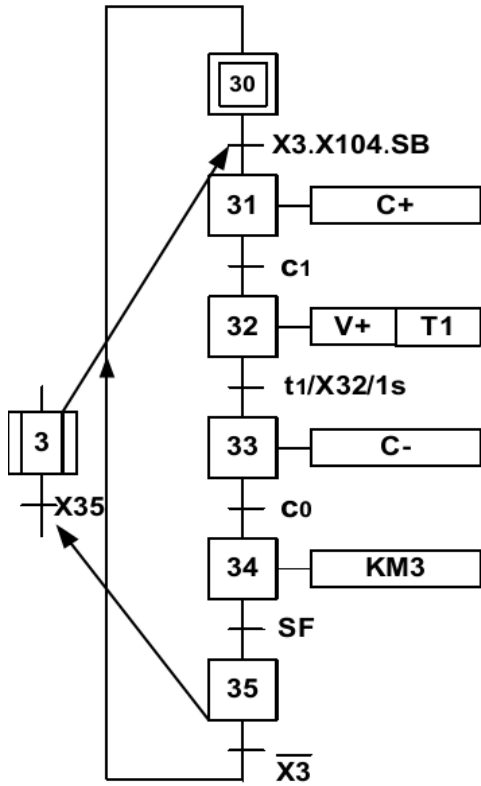 30
X3.X104.SB
31 C+
c1
32 V+ T1
t1/X32/1s
3
33 C-
X35
c0
34 KM3
SF
35
X̅3̅